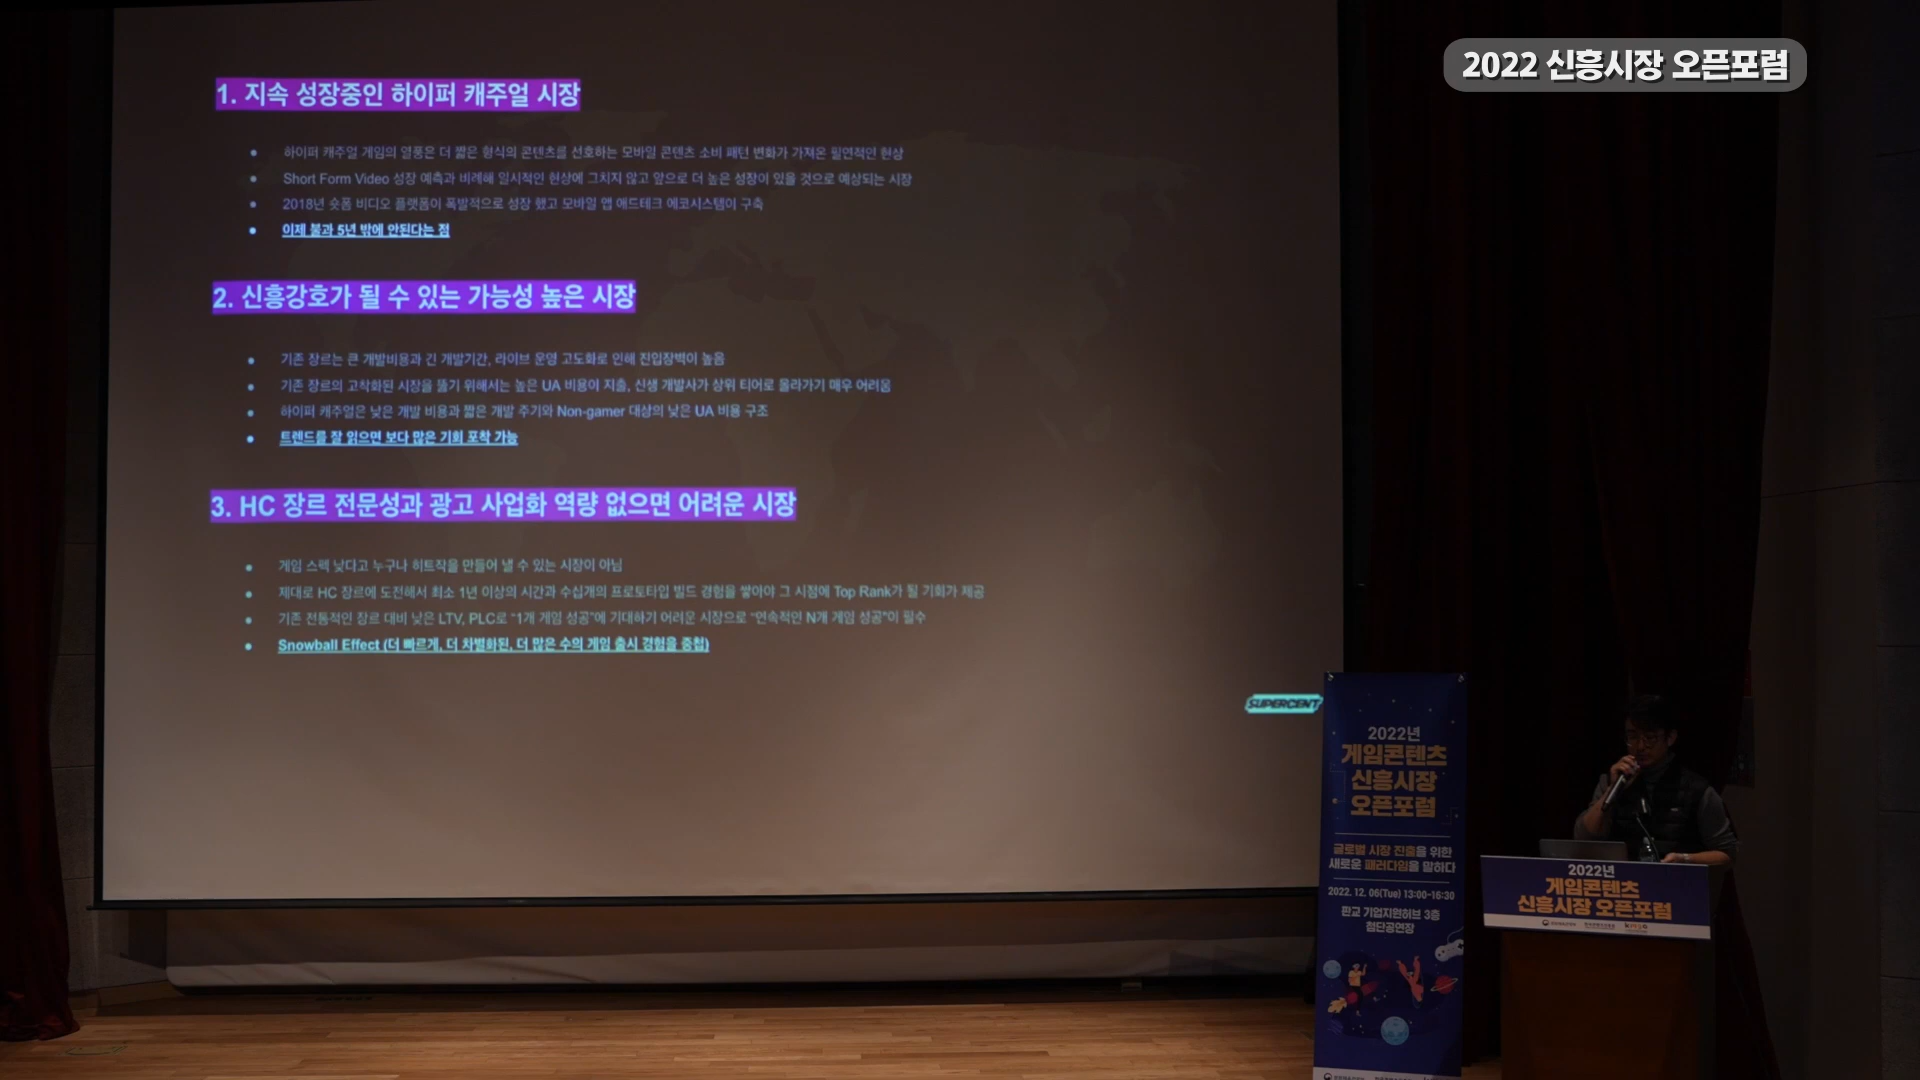 2022 신흥시장 오픈포럼
1. 지속 성장중인 하이퍼 캐주얼 시장
하이퍼 캐주얼 게임의 열풍은 더 짧은 형식의 콘텐츠를 선호하는 모바일 콘텐츠 소비 패턴 변화가 가져온 필연적인 현상
Short Form Video 성장 예측과 비례해 일시적인 현상에 그치지 않고 앞으로 더 높은 성장이 있을 것으로 예상되는 시장
2018년 숏폼 비디오 플랫폼이 폭발적으로 성장 했고 모바일 앱 애드테크 에코시스템이 구축
이제 불과 5년 밖에 안된다는 점
2. 신흥강호가 될 수 있는 가능성 높은 시장
기존 장르는 큰 개발비용과 긴 개발기간, 라이브 운영 고도화로 인해 진입장벽이 높음
기존 장르의 고착화된 시장을 뚫기 위해서는 높은 UA 비용이 지출, 신생 개발사가 상위 티어로 올라가기 매우 어려움
하이퍼 캐주얼은 낮은 개발 비용과 짧은 개발 주기와 Non-gamer 대상의 낮은 UA 비용 구조
트렌드를 잘 읽으면 보다 많은 기회 포착 가능
3. HC 장르 전문성과 광고 사업화 역량 없으면 어려운 시장
게임 스펙 낮다고 누구나 히트작을 만들어 낼 수 있는 시장이 아님
제대로 HC 장르에 도전해서 최소 1년 이상의 시간과 수십개의 프로토타입 빌드 경험을 쌓아야 그 시점에 Top Rank가 될 기회가 제공
기존 전통적인 장르 대비 낮은 LTV, PLC로 "1개 게임 성공"에 기대하기 어려운 시장으로 "연속적인 N개 게임 성공"이 필수
Snowball Effect (더 빠르게, 더 차별화된, 더 많은 수의 게임 출시 경험을 중첩)
SUPERCENT
2022년
게임콘텐츠
신흥시장
오픈포럼
글로벌 시장 진출을 위한
새로운 패러다임을 말하다
2022. 12. 06(Tue) 13:00~16:30
판교 기업지원허브 3층
첨단공연장
2022년
게임콘텐츠
신흥시장 오픈포럼